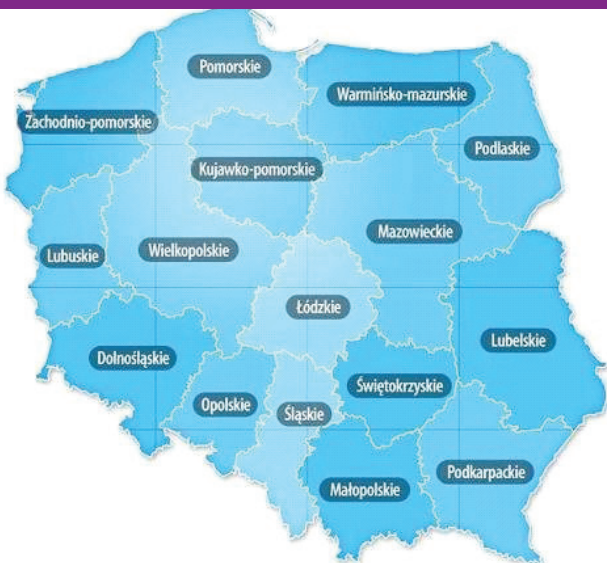 Pomorskie
Warmińsko-mazurskie
Zachodnio-pomorskie
Podlaskie
Kujawko-pomorskie
Mazowieckie
Wielkopolskie
Lubuskie
Łódzkie
Lubelskie
Dolnośląskie
Świętokrzyskie
Opolskie
Śląskie
Podkarpackie
Małopolskie